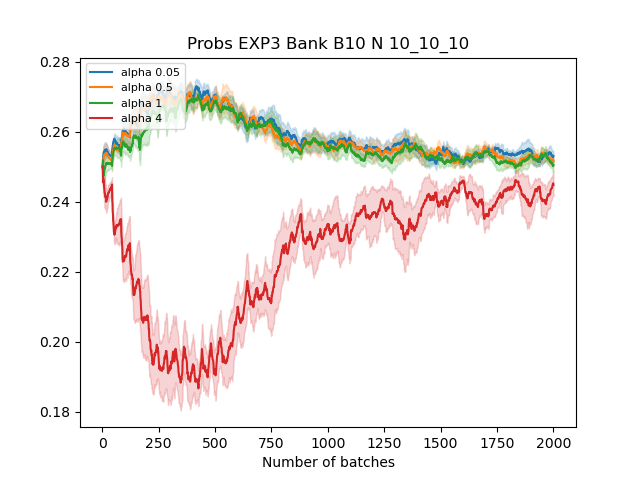 Probs EXP3 Bank B10 N 10_10_10
0.28
0.26
0.24
0.22
0.20
0.18
alpha 0.05
alpha 0.5
alpha 1
alpha 4
0 250 500 750 1000 1250 1500 1750 2000
Number of batches